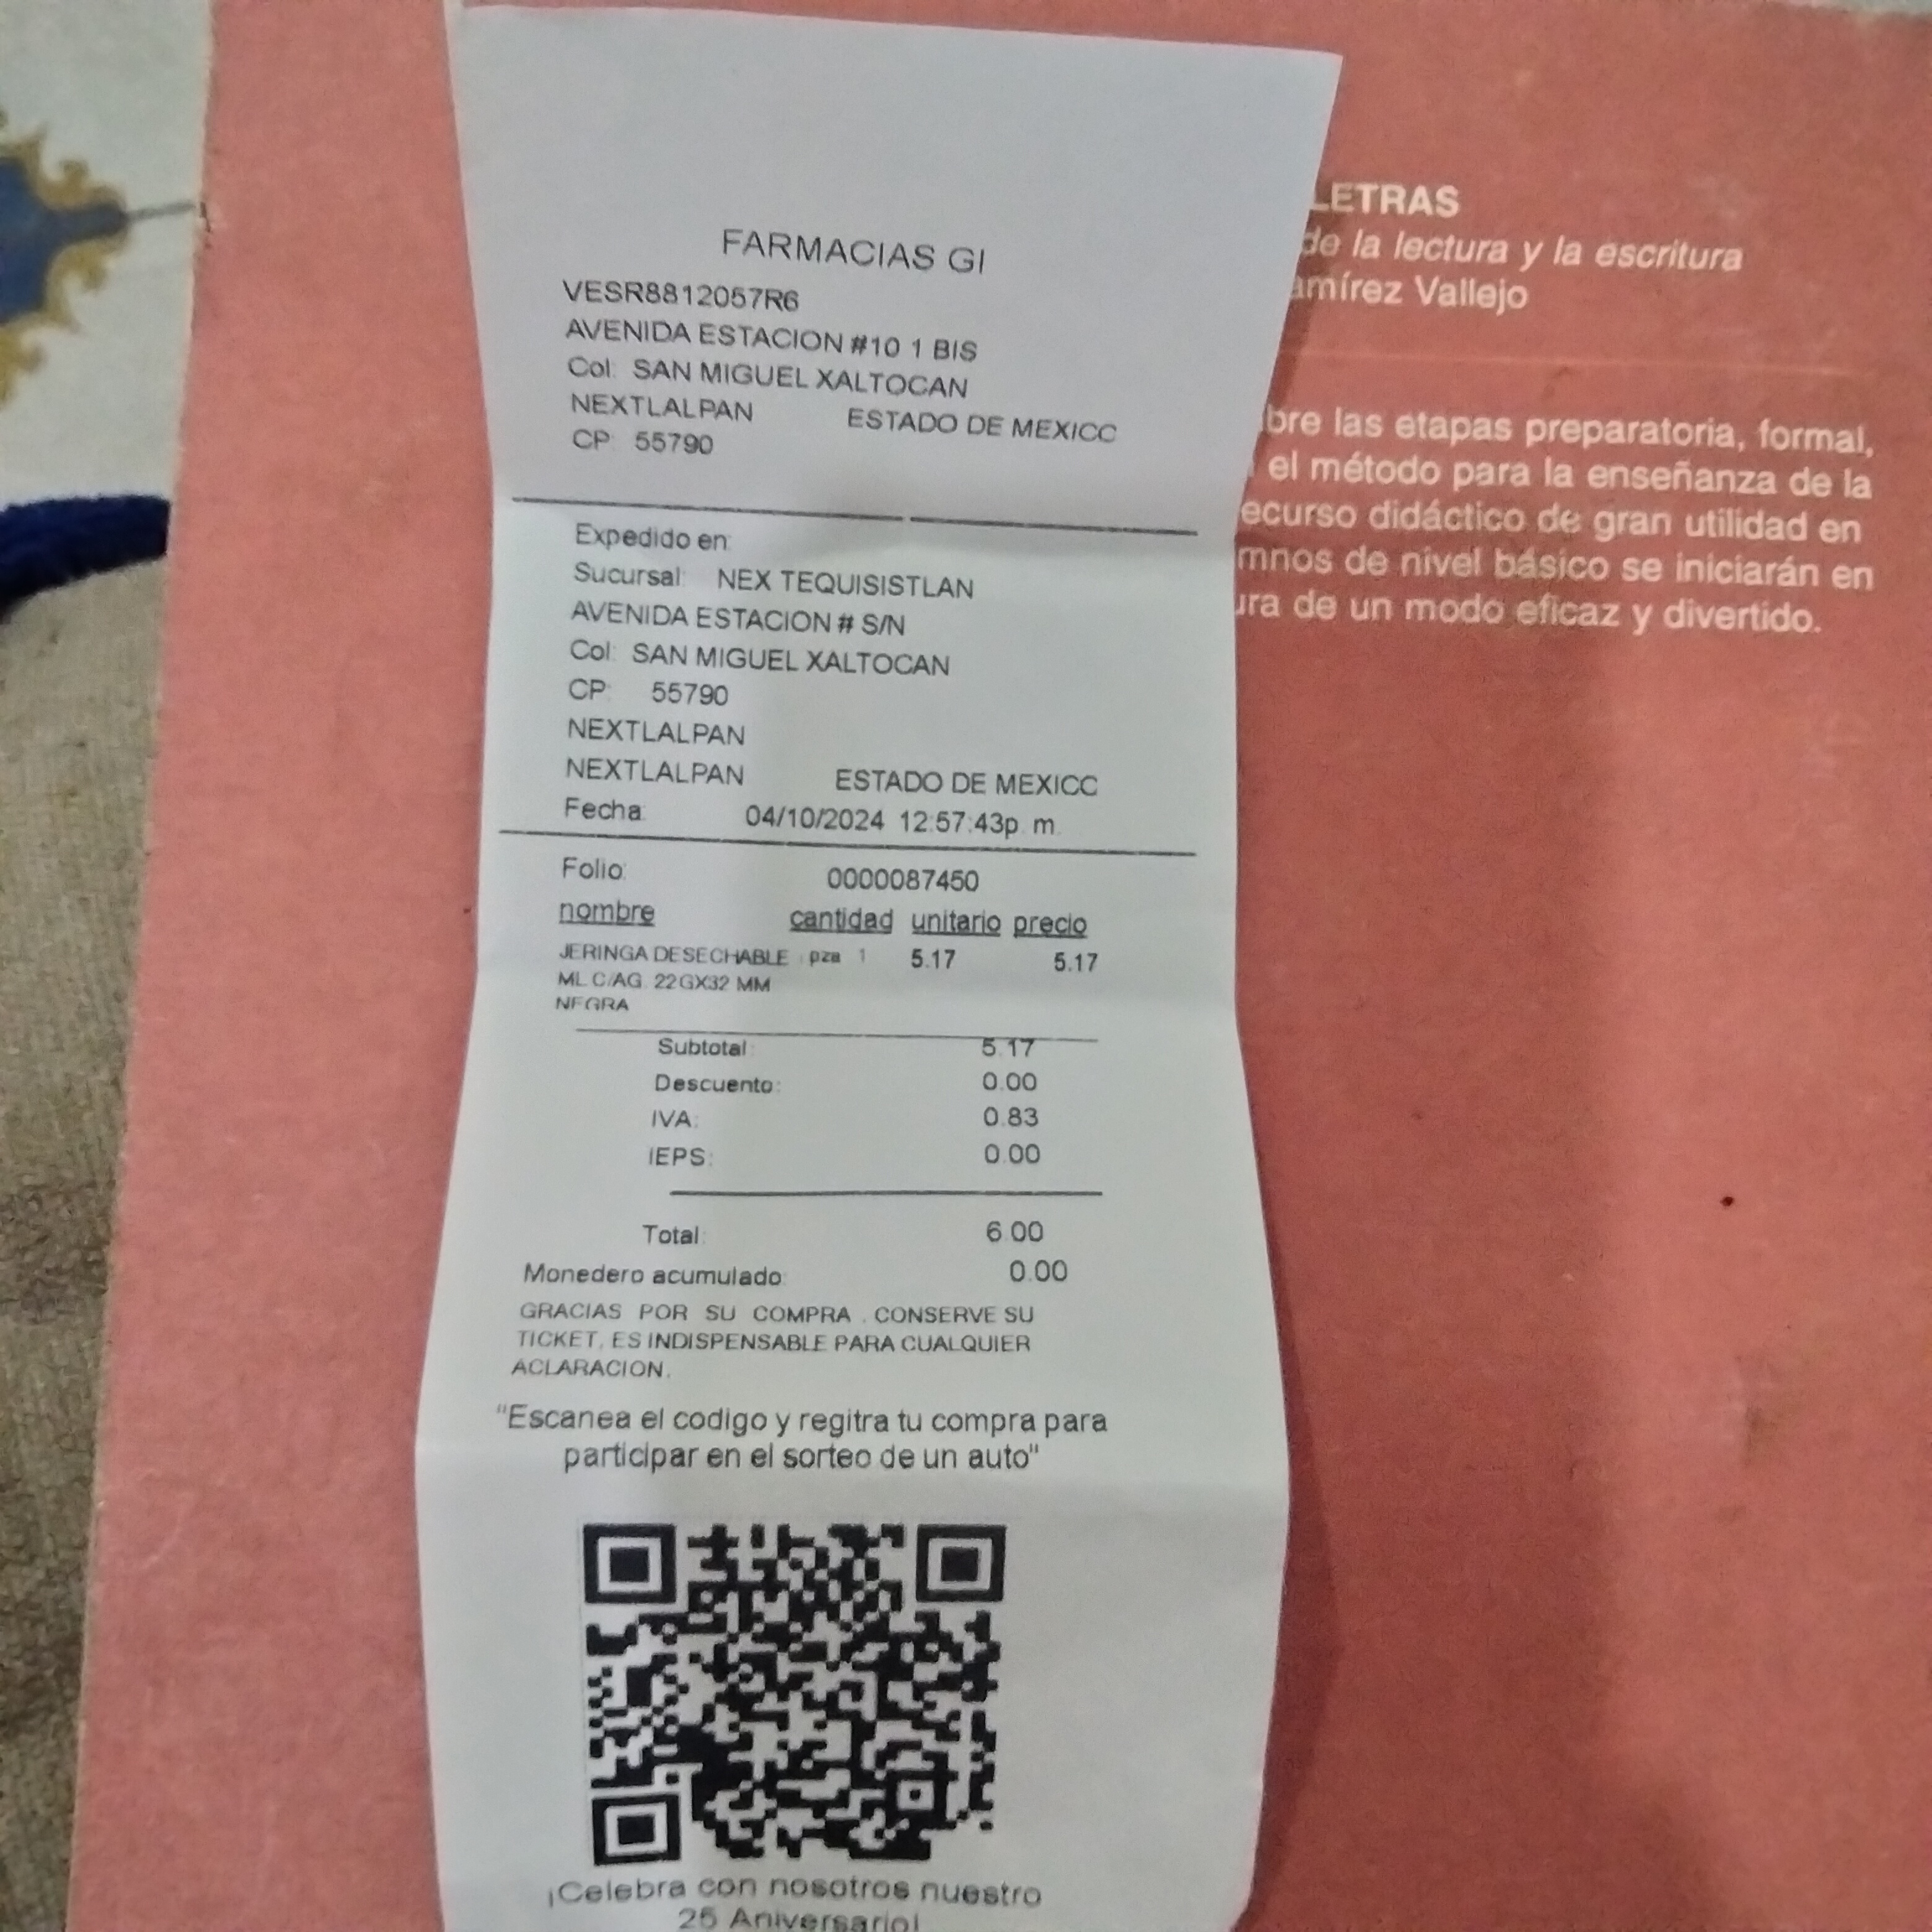 FARMACIAS GI
VESR8812057R6
AVENIDA ESTACION #10 1 BIS
Col: SAN MIGUEL XALTOCAN
NEXTLALPAN ESTADO DE MEXICC
CP: 55790
Expedido en:
Sucursal: NEX TEQUISISTLAN
AVENIDA ESTACION # S/N
Col: SAN MIGUEL XALTOCAN
CP: 55790
NEXTLALPAN
NEXTLALPAN ESTADO DE MEXICC
Fecha: 04/10/2024 12:57:43p. m.
Folio: 0000087450
nombre cantidad unitario precio
JERINGA DESECHABLE pza 1 5.17 5.17
ML C/AG. 22GX32 MM
NEGRA
Subtotal: 5.17
Descuento: 0.00
IVA: 0.83
IEPS: 0.00
Total: 6.00
Monedero acumulado: 0.00
GRACIAS POR SU COMPRA . CONSERVE SU
TICKET, ES INDISPENSABLE PARA CUALQUIER
ACLARACION.
"Escanea el codigo y regitra tu compra para
participar en el sorteo de un auto"
¡Celebra con nosotros nuestro
25 Aniversario!
LETRAS
de la lectura y la escritura
amírez Vallejo
bre las etapas preparatoria, formal,
el método para la enseñanza de la
ecurso didáctico de gran utilidad en
mnos de nivel básico se iniciarán en
ura de un modo eficaz y divertido.